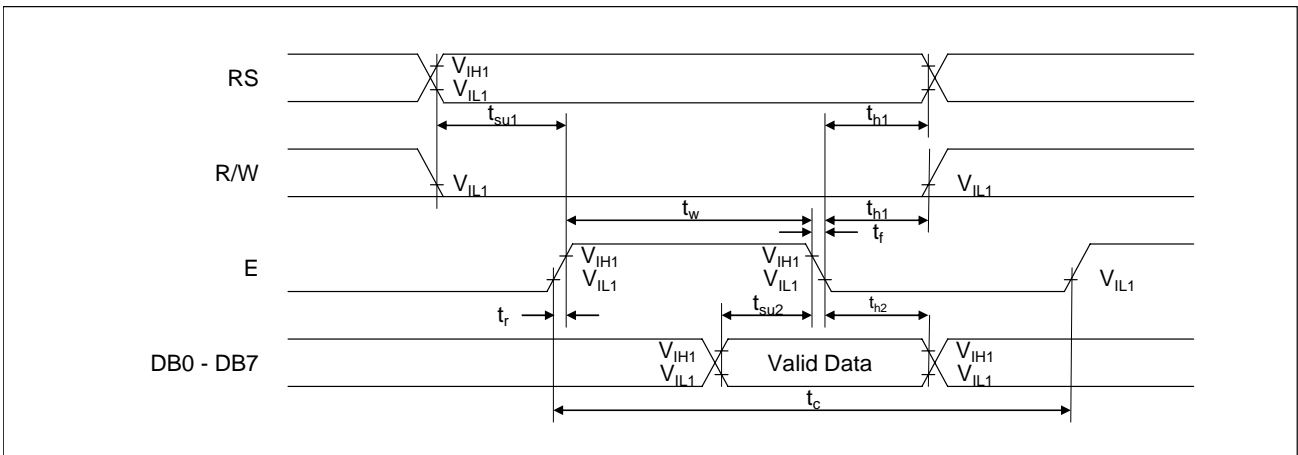 RS
V_IH1
V_IL1
t_su1
t_h1
R/W
V_IL1
V_IL1
t_w
t_h1
t_f
E
V_IH1
V_IL1
V_IH1
V_IL1
V_IL1
t_r
t_su2
t_h2
DB0 - DB7
V_IH1
V_IL1
Valid Data
V_IH1
V_IL1
t_c